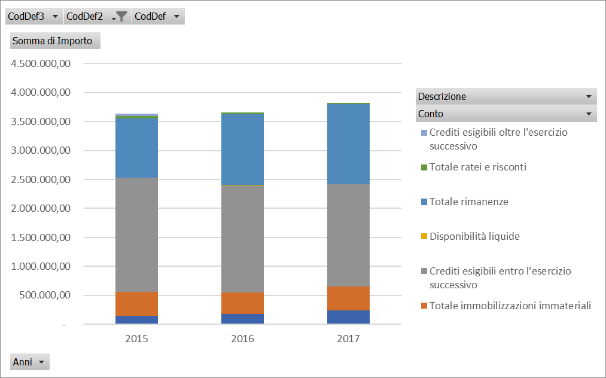 CodDef3 CodDef2 CodDef
Somma di Importo
4.500.000,00
4.000.000,00
3.500.000,00
3.000.000,00
2.500.000,00
2.000.000,00
1.500.000,00
1.000.000,00
500.000,00
-
2015 2016 2017
Descrizione
Conto
Crediti esigibili oltre l'esercizio
successivo
Totale ratei e risconti
Totale rimanenze
Disponibilità liquide
Crediti esigibili entro l'esercizio
successivo
Totale immobilizzazioni immateriali
Anni